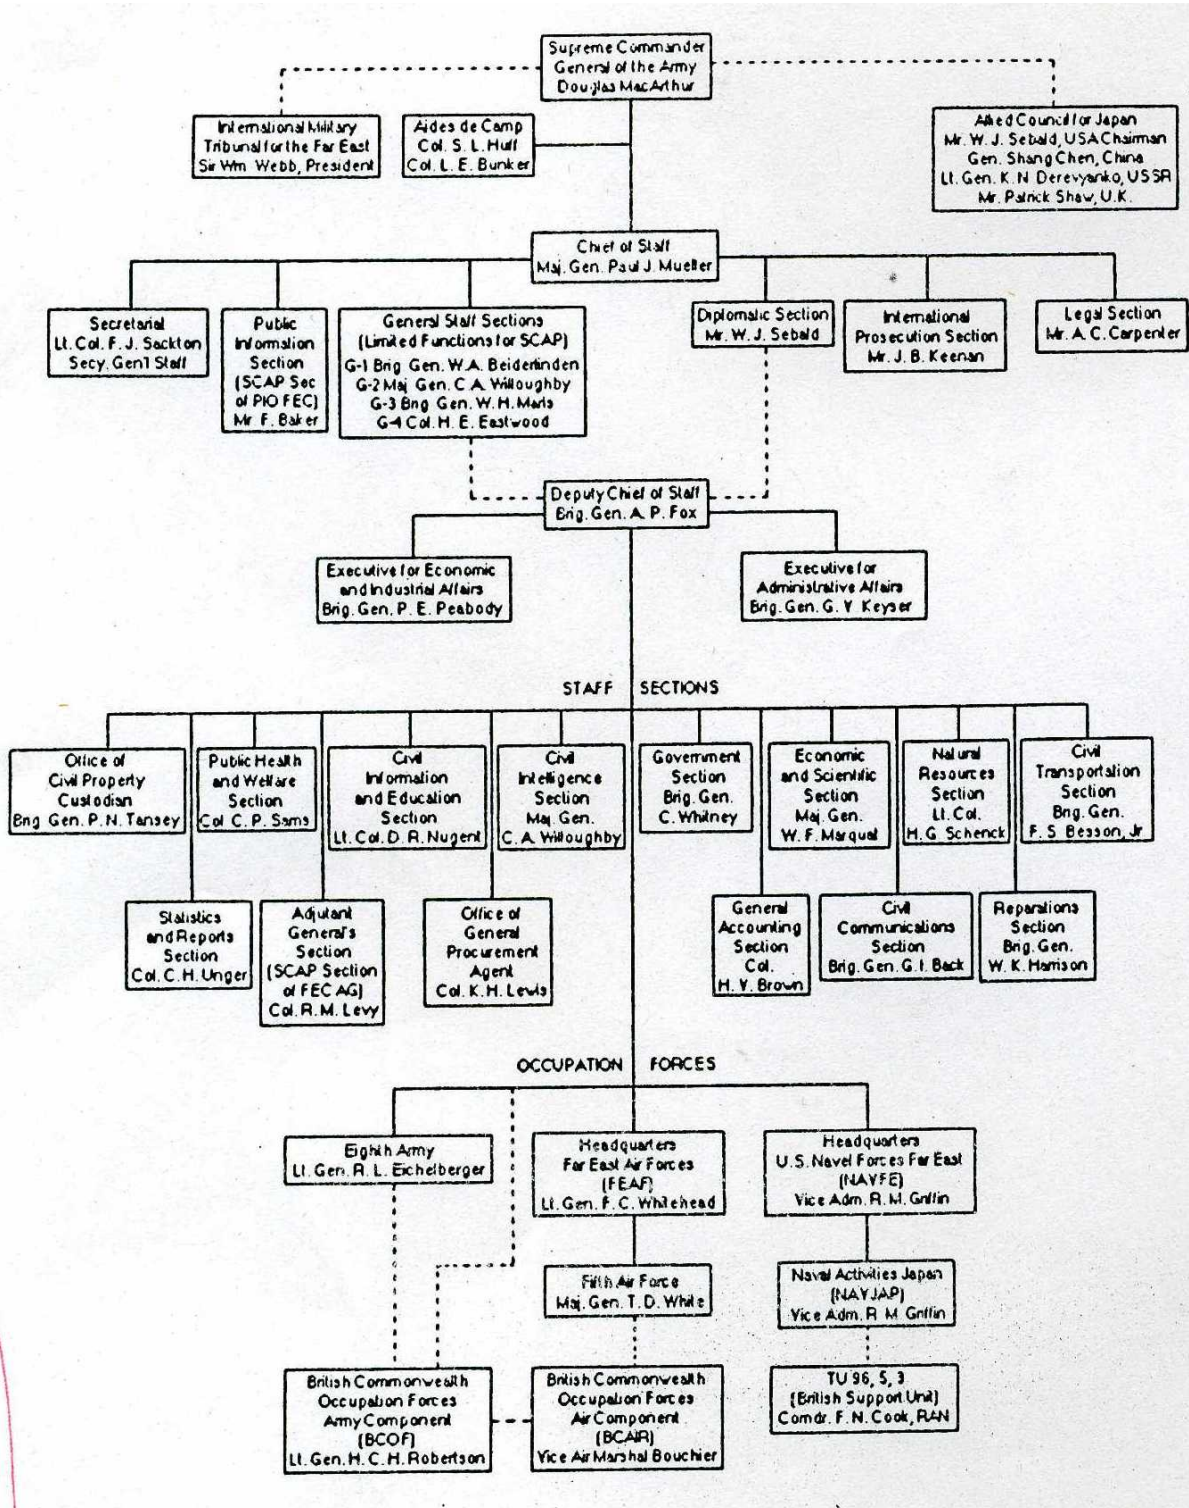 Supreme Commander
General of the Army
Douglas MacArthur
International Military
Tribunal for the Far East
Sir Wm. Webb, President
Aides de Camp
Col. S. L. Huff
Col. L. E. Bunker
Allied Council for Japan
Mr. W. J. Sebald, USA Chairman
Gen. Shang Chen, China
Lt. Gen. K. N. Derevyanko, USSR
Mr. Patrick Shaw, U.K.
Chief of Staff
Maj. Gen. Paul J. Mueller
Secretarial
Lt. Col. F. J. Sackton
Secy. Gen'l Staff
Public
Information
Section
(SCAP Sec
of PIO FEC)
Mr. F. Baker
General Staff Sections
(Limited Functions for SCAP)
G-1 Brig. Gen. W. A. Beiderlinden
G-2 Maj. Gen. C. A. Willoughby
G-3 Brig. Gen. W. H. Maris
G-4 Col. H. E. Eastwood
Diplomatic Section
Mr. W. J. Sebald
International
Prosecution Section
Mr. J. B. Keenan
Legal Section
Mr. A. C. Carpenter
Deputy Chief of Staff
Brig. Gen. A. P. Fox
Executive for Economic
and Industrial Affairs
Brig. Gen. P. E. Peabody
Executive for
Administrative Affairs
Brig. Gen. G. V. Keyser
STAFF SECTIONS
Office of
Civil Property
Custodian
Brig. Gen. P. N. Tansey
Public Health
and Welfare
Section
Col. C. P. Sams
Civil
Information
and Education
Section
Lt. Col. D. R. Nugent
Civil
Intelligence
Section
Maj. Gen.
C. A. Willoughby
Government
Section
Brig. Gen.
C. Whitney
Economic
and Scientific
Section
Maj. Gen.
W. F. Marquat
Natural
Resources
Section
Lt. Col.
H. G. Schenck
Civil
Transportation
Section
Brig. Gen.
F. S. Besson, Jr
Statistics
and Reports
Section
Col. C. H. Unger
Adjutant
General's
Section
(SCAP Section
of FEC AG)
Col. R. M. Levy
Office of
General
Procurement
Agent
Col. K. H. Lewis
General
Accounting
Section
Col.
H. V. Brown
Civil
Communications
Section
Brig. Gen. G. I. Back
Reparations
Section
Brig. Gen.
W. K. Harrison
OCCUPATION FORCES
Eighth Army
Lt. Gen. R. L. Eichelberger
Headquarters
Far East Air Forces
(FEAF)
Lt. Gen. F. C. Whitehead
Headquarters
U.S. Navel Forces Far East
(NAVFE)
Vice Adm. R. M. Griffin
Fifth Air Force
Maj. Gen. T. D. White
Naval Activities Japan
(NAVJAP)
Vice Adm. R. M. Griffin
British Commonwealth
Occupation Forces
Army Component
(BCOF)
Lt. Gen. H. C. H. Robertson
British Commonwealth
Occupation Forces
Air Component
(BCAIR)
Vice Air Marshal Bouchier
TU 96, 5, 3
(British Support Unit)
Comdr. F. N. Cook, RAN